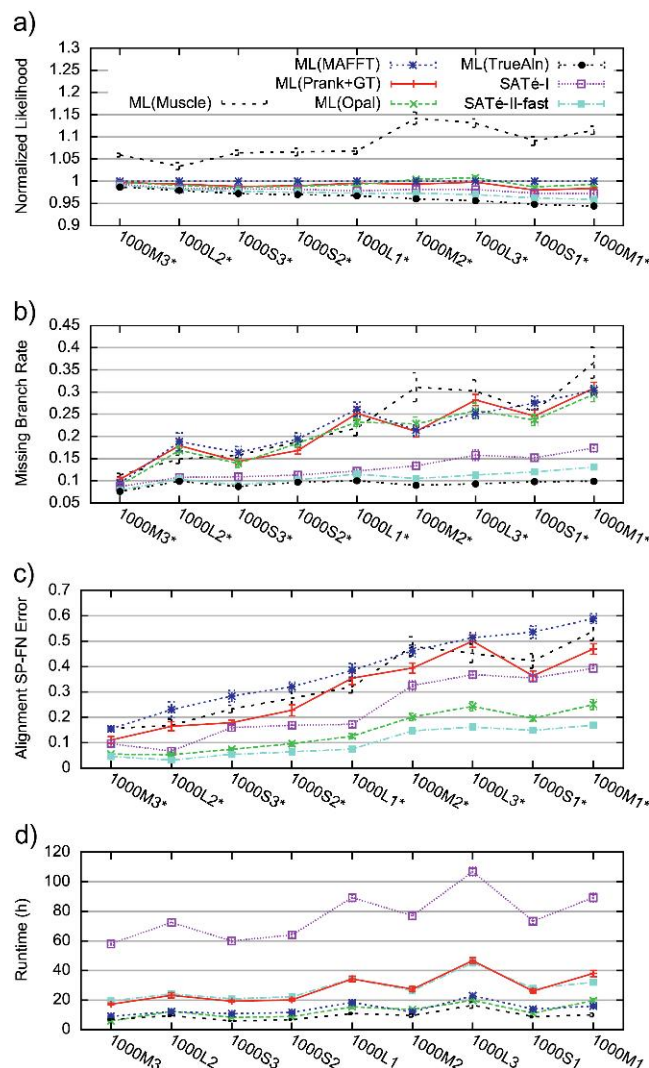 a)
Normalized Likelihood
1.3
1.25
1.2
1.15
1.1
1.05
1
0.95
0.9
ML(MAFFT)
ML(TrueAln)
ML(Prank+GT)
SATé-I
ML(Muscle)
ML(Opal)
SATé-II-fast
1000M3* 1000L2* 1000S3* 1000S2* 1000L1* 1000M2* 1000L3* 1000S1* 1000M1*
b)
Missing Branch Rate
0.45
0.4
0.35
0.3
0.25
0.2
0.15
0.1
0.05
1000M3* 1000L2* 1000S3* 1000S2* 1000L1* 1000M2* 1000L3* 1000S1* 1000M1*
c)
Alignment SP-FN Error
0.7
0.6
0.5
0.4
0.3
0.2
0.1
0
1000M3* 1000L2* 1000S3* 1000S2* 1000L1* 1000M2* 1000L3* 1000S1* 1000M1*
d)
Runtime (h)
120
100
80
60
40
20
0
1000M3 1000L2 1000S3 1000S2 1000L1 1000M2 1000L3 1000S1 1000M1